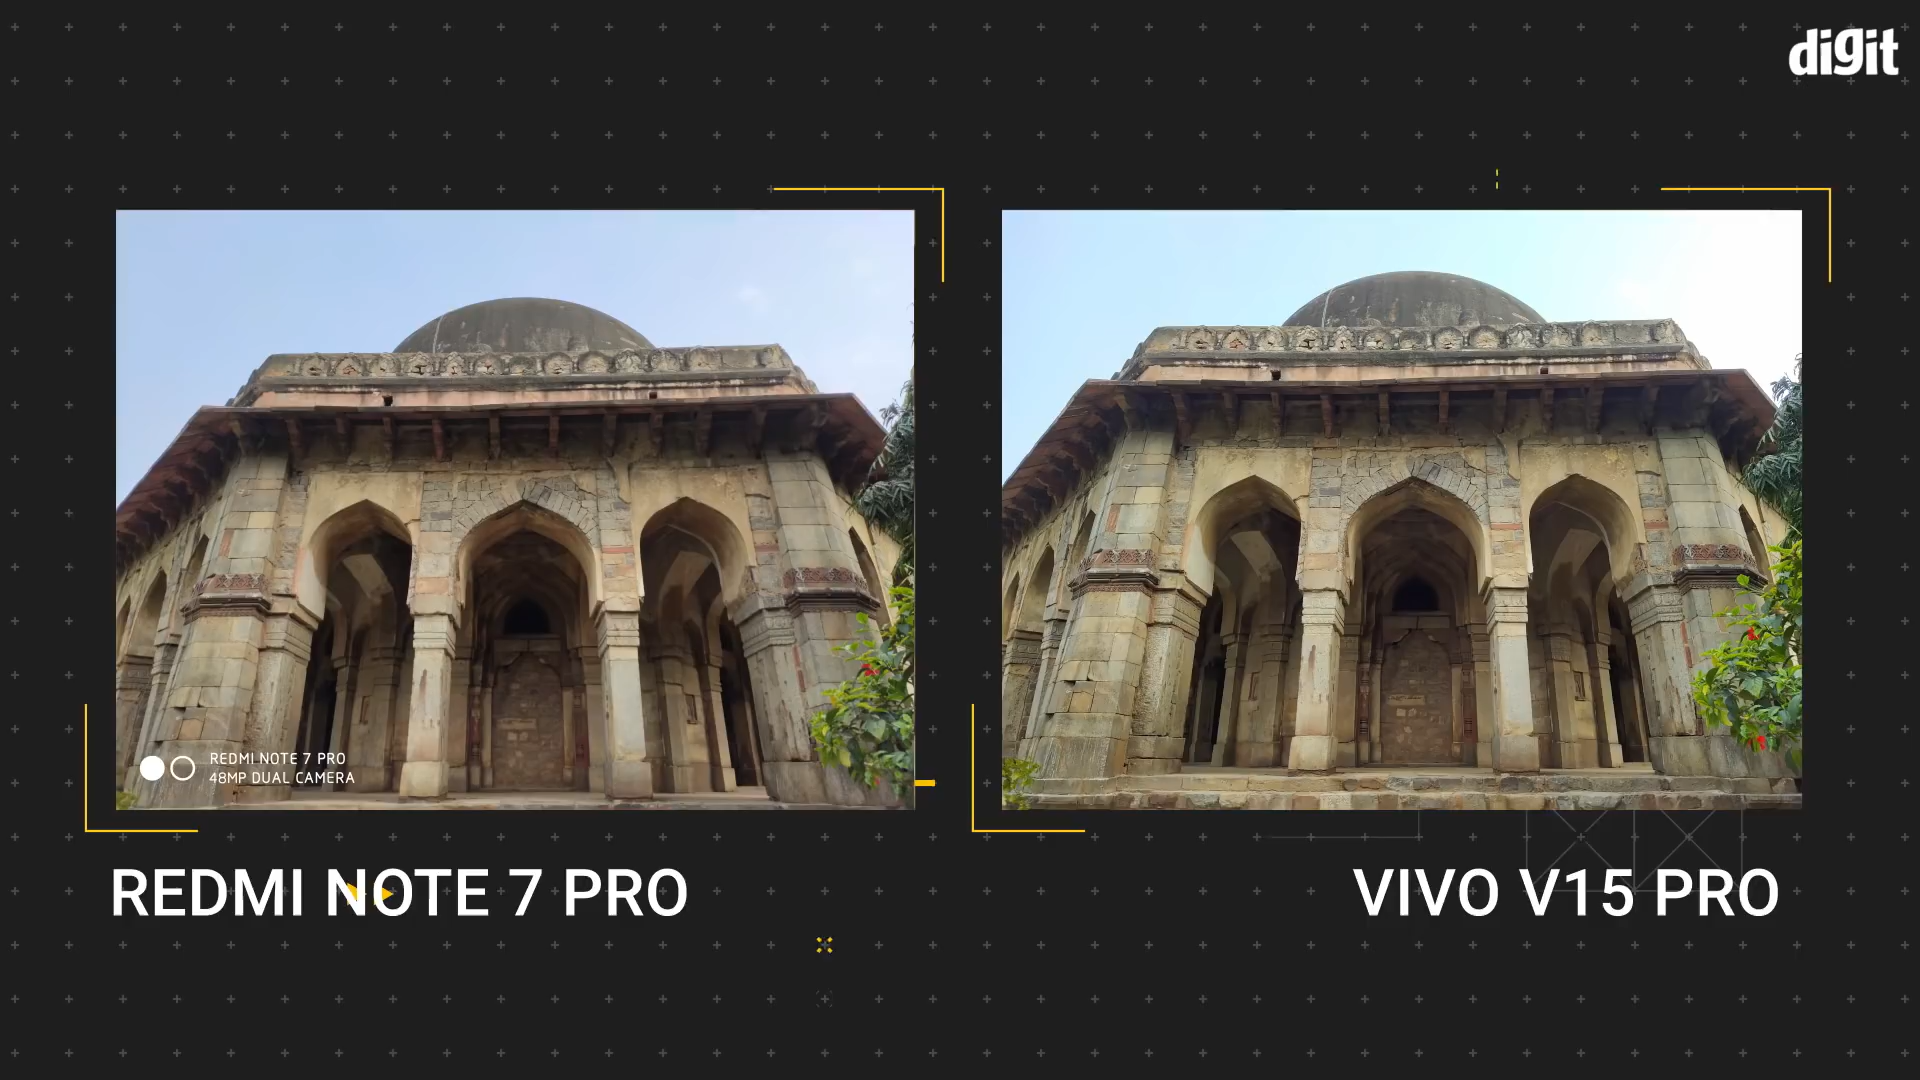 digit
REDMI NOTE 7 PRO
48MP DUAL CAMERA
REDMI NOTE 7 PRO
VIVO V15 PRO